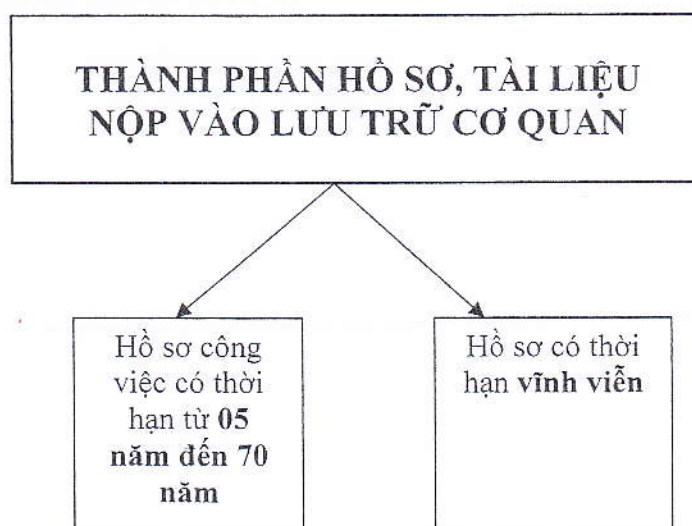 THÀNH PHẦN HỒ SƠ, TÀI LIỆU
NỘP VÀO LƯU TRỮ CƠ QUAN
Hồ sơ công
việc có thời
hạn từ 05
năm đến 70
năm
Hồ sơ có thời
hạn vĩnh viễn